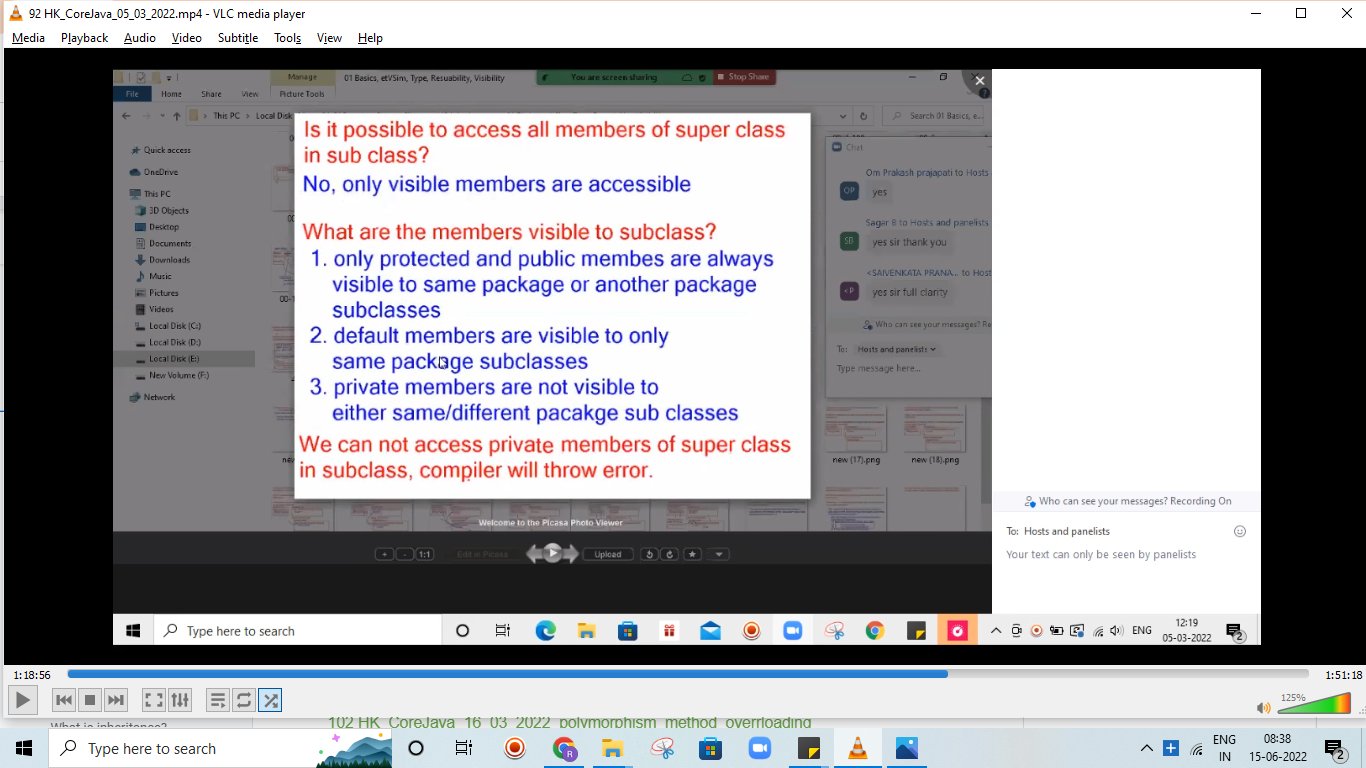 92 HK_CoreJava_05_03_2022.mp4 - VLC media player
Media Playback Audio Video Subtitle Tools View Help
Manage
01 Basics, etVSim, Type, Resuability, Visibility
You are screen sharing
Stop Share
File Home Share View Picture Tools
This PC > Local Disk
Search 01 Basics, e...
Quick access
OneDrive
This PC
3D Objects
Desktop
Documents
Downloads
Music
Pictures
Videos
Local Disk (C:)
Local Disk (D:)
Local Disk (E:)
New Volume (F:)
Network
Is it possible to access all members of super class
in sub class?
No, only visible members are accessible
What are the members visible to subclass?
1. only protected and public membes are always
visible to same package or another package
subclasses
2. default members are visible to only
same package subclasses
3. private members are not visible to
either same/different pacakge sub classes
We can not access private members of super class
in subclass, compiler will throw error.
Chat
Om Prakash prajapati to Hosts
OP
yes
Sagar B to Hosts and panelists
SB
yes sir thank you
<SAIVENKATA PRANA... to Host
<P
yes sir full clarity
Who can see your messages? Re
To: Hosts and panelists
Type message here...
new (17).png new (18).png
Welcome to the Picasa Photo Viewer
+ - 1:1 Edit in Picasa Upload
Who can see your messages? Recording On
To: Hosts and panelists
Your text can only be seen by panelists
Type here to search
ENG
12:19
05-03-2022
2
1:18:56
1:51:18
125%
What is inheritance?
102 HK_CoreJava_16_03_2022_polymorphism_method_overloading
Type here to search
R
ENG
IN
08:38
15-06-2022
2